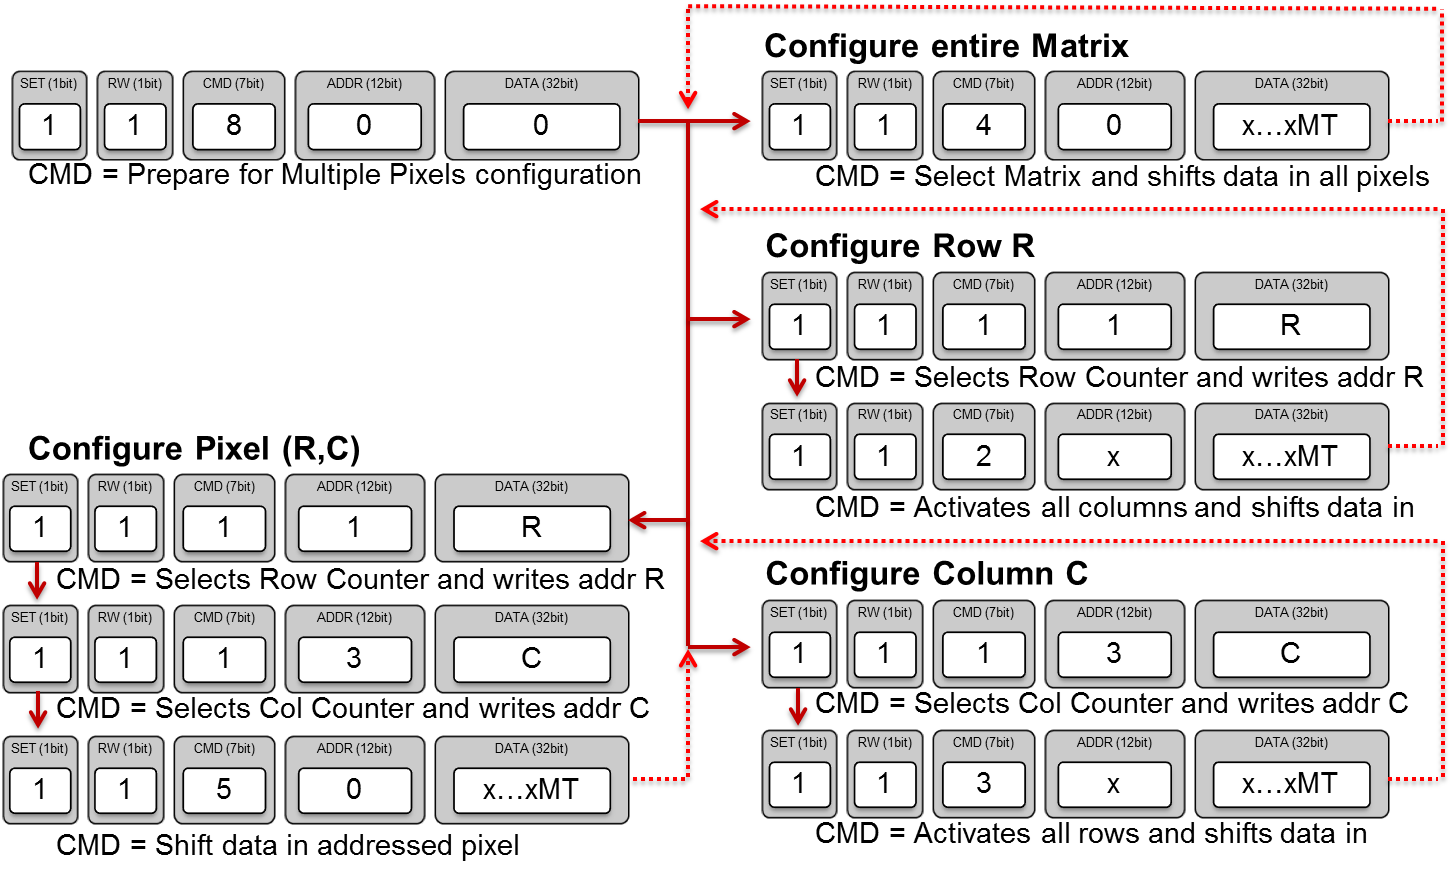 SET (1bit) RW (1bit) CMD (7bit) ADDR (12bit) DATA (32bit)
1 1 8 0 0
CMD = Prepare for Multiple Pixels configuration
Configure entire Matrix
SET (1bit) RW (1bit) CMD (7bit) ADDR (12bit) DATA (32bit)
1 1 4 0 x...xMT
CMD = Select Matrix and shifts data in all pixels
Configure Row R
SET (1bit) RW (1bit) CMD (7bit) ADDR (12bit) DATA (32bit)
1 1 1 1 R
CMD = Selects Row Counter and writes addr R
SET (1bit) RW (1bit) CMD (7bit) ADDR (12bit) DATA (32bit)
1 1 2 x x...xMT
CMD = Activates all columns and shifts data in
Configure Pixel (R,C)
SET (1bit) RW (1bit) CMD (7bit) ADDR (12bit) DATA (32bit)
1 1 1 1 R
CMD = Selects Row Counter and writes addr R
SET (1bit) RW (1bit) CMD (7bit) ADDR (12bit) DATA (32bit)
1 1 1 3 C
CMD = Selects Col Counter and writes addr C
SET (1bit) RW (1bit) CMD (7bit) ADDR (12bit) DATA (32bit)
1 1 5 0 x...xMT
CMD = Shift data in addressed pixel
Configure Column C
SET (1bit) RW (1bit) CMD (7bit) ADDR (12bit) DATA (32bit)
1 1 1 3 C
CMD = Selects Col Counter and writes addr C
SET (1bit) RW (1bit) CMD (7bit) ADDR (12bit) DATA (32bit)
1 1 3 x x...xMT
CMD = Activates all rows and shifts data in